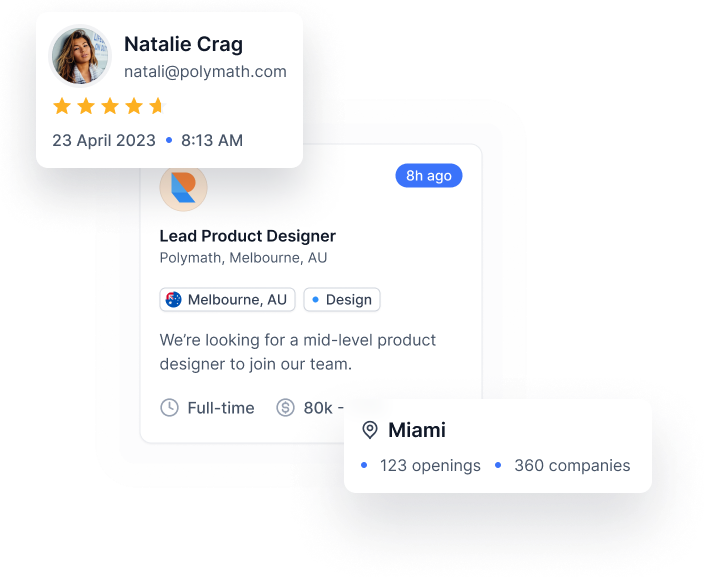 Natalie Crag
natali@polymath.com
23 April 2023 • 8:13 AM
8h ago
Lead Product Designer
Polymath, Melbourne, AU
Melbourne, AU • Design
We’re looking for a mid-level product
designer to join our team.
Full-time 80k -
Miami
• 123 openings • 360 companies